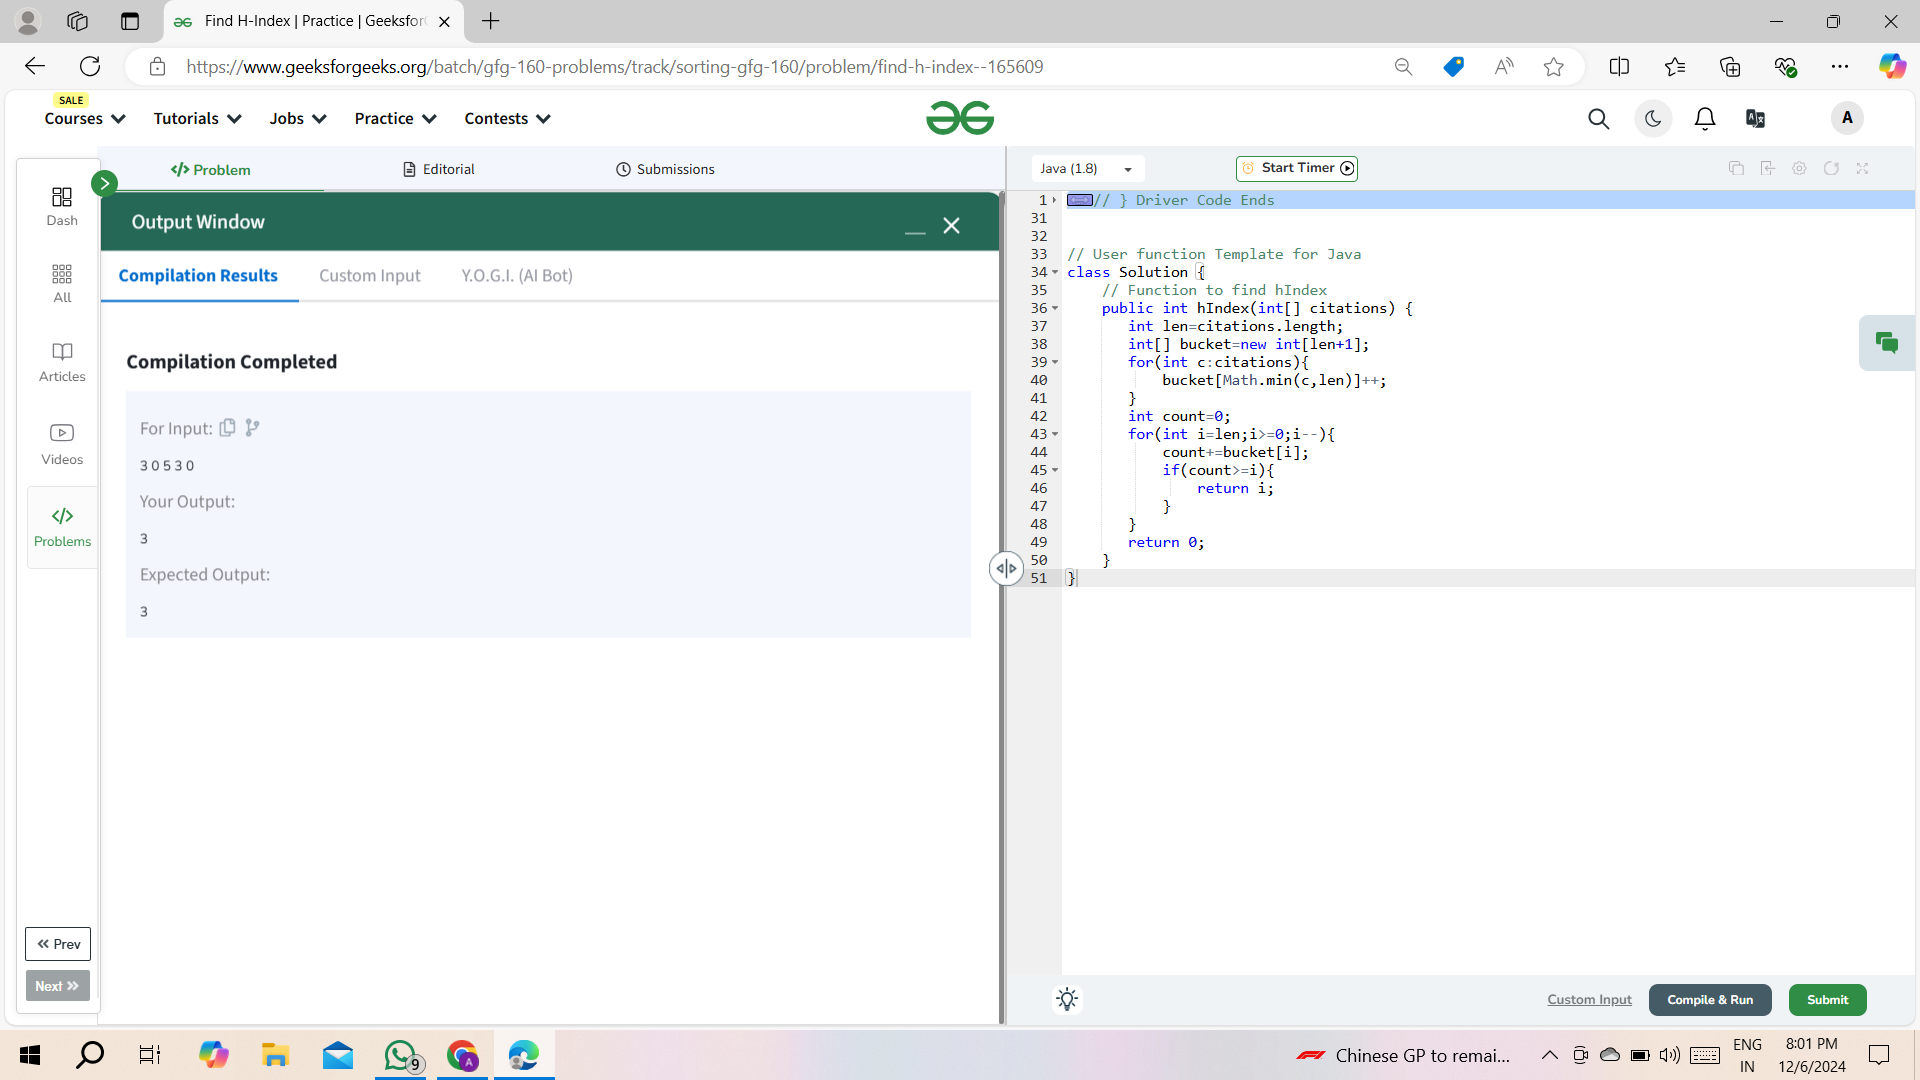 Find H-Index | Practice | Geeksfor
https://www.geeksforgeeks.org/batch/gfg-160-problems/track/sorting-gfg-160/problem/find-h-index--165609
SALE
Courses Tutorials Jobs Practice Contests
A
Dash
All
Articles
Videos
Problems
Prev
Next
Problem Editorial Submissions
Output Window
Compilation Results Custom Input Y.O.G.I. (AI Bot)
Compilation Completed
For Input:
3 0 5 3 0
Your Output:
3
Expected Output:
3
Java (1.8) Start Timer
1 // } Driver Code Ends
31
32
33 // User function Template for Java
34 class Solution {
35 // Function to find hIndex
36 public int hIndex(int[] citations) {
37 int len=citations.length;
38 int[] bucket=new int[len+1];
39 for(int c:citations){
40 bucket[Math.min(c,len)]++;
41 }
42 int count=0;
43 for(int i=len;i>=0;i--){
44 count+=bucket[i];
45 if(count>=i){
46 return i;
47 }
48 }
49 return 0;
50 }
51 }
Custom Input Compile & Run Submit
9
A
Chinese GP to remai...
ENG
IN
8:01 PM
12/6/2024